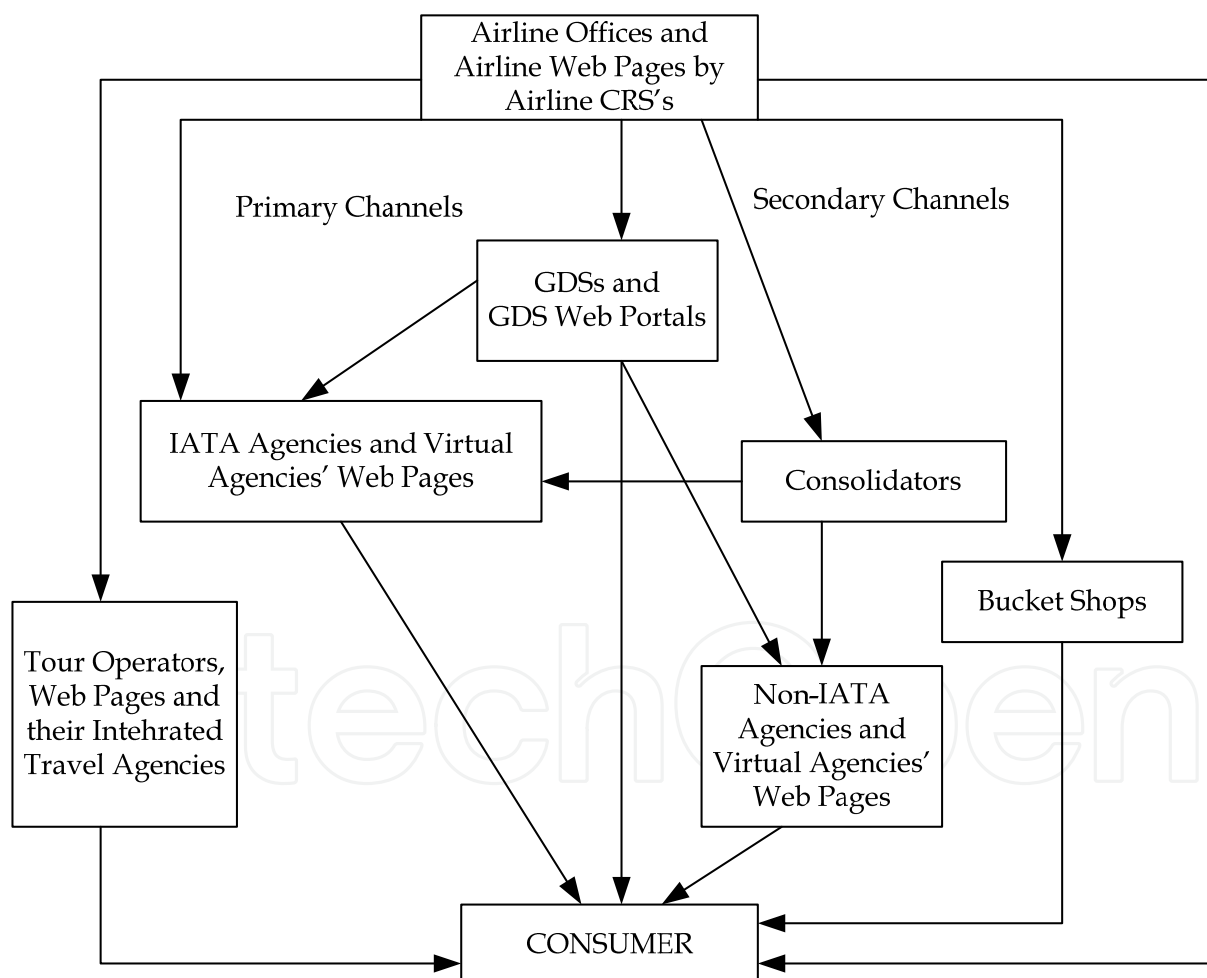 Airline Offices and
Airline Web Pages by
Airline CRS's
Primary Channels
Secondary Channels
GDSs and
GDS Web Portals
IATA Agencies and Virtual
Agencies’ Web Pages
Consolidators
Bucket Shops
Tour Operators,
Web Pages and
their Intehrated
Travel Agencies
Non-IATA
Agencies and
Virtual Agencies’
Web Pages
CONSUMER
techOpen